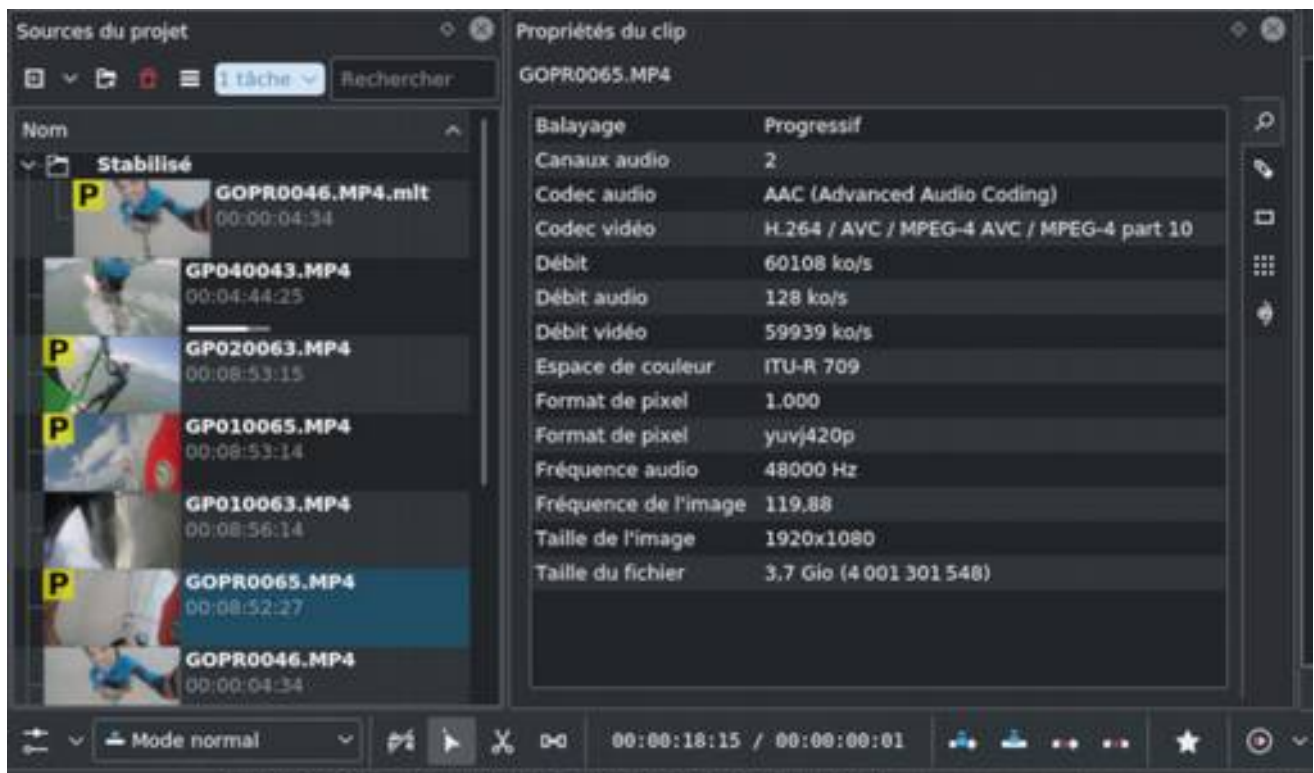 Sources du projet
1 tâche
Rechercher
Nom
Stabilisé
P
GOPR0046.MP4.mlt
00:00:04:34
GP040043.MP4
00:04:44:25
P
GP020063.MP4
00:08:53:15
P
GP010065.MP4
00:08:53:14
GP010063.MP4
00:08:56:14
P
GOPR0065.MP4
00:08:52:27
GOPR0046.MP4
00:00:04:34
Propriétés du clip
GOPR0065.MP4
Balayage Progressif
Canaux audio 2
Codec audio AAC (Advanced Audio Coding)
Codec vidéo H.264 / AVC / MPEG-4 AVC / MPEG-4 part 10
Débit 60108 ko/s
Débit audio 128 ko/s
Débit vidéo 59939 ko/s
Espace de couleur ITU-R 709
Format de pixel 1.000
Format de pixel yuvj420p
Fréquence audio 48000 Hz
Fréquence de l'image 119,88
Taille de l'image 1920x1080
Taille du fichier 3,7 Gio (4 001 301 548)
Mode normal
00:00:18:15 / 00:00:00:01